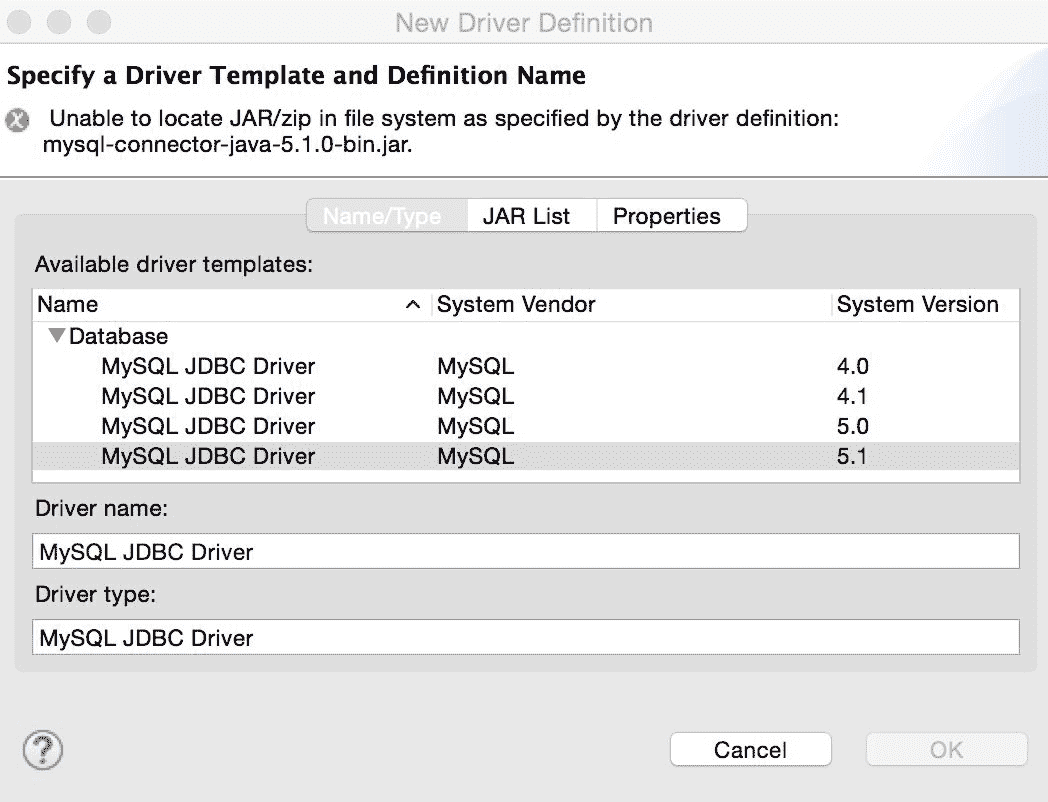 New Driver Definition
Specify a Driver Template and Definition Name
Unable to locate JAR/zip in file system as specified by the driver definition:
mysql-connector-java-5.1.0-bin.jar.
Name/Type JAR List Properties
Available driver templates:
Name System Vendor System Version
Database
MySQL JDBC Driver MySQL 4.0
MySQL JDBC Driver MySQL 4.1
MySQL JDBC Driver MySQL 5.0
MySQL JDBC Driver MySQL 5.1
Driver name:
MySQL JDBC Driver
Driver type:
MySQL JDBC Driver
? Cancel OK